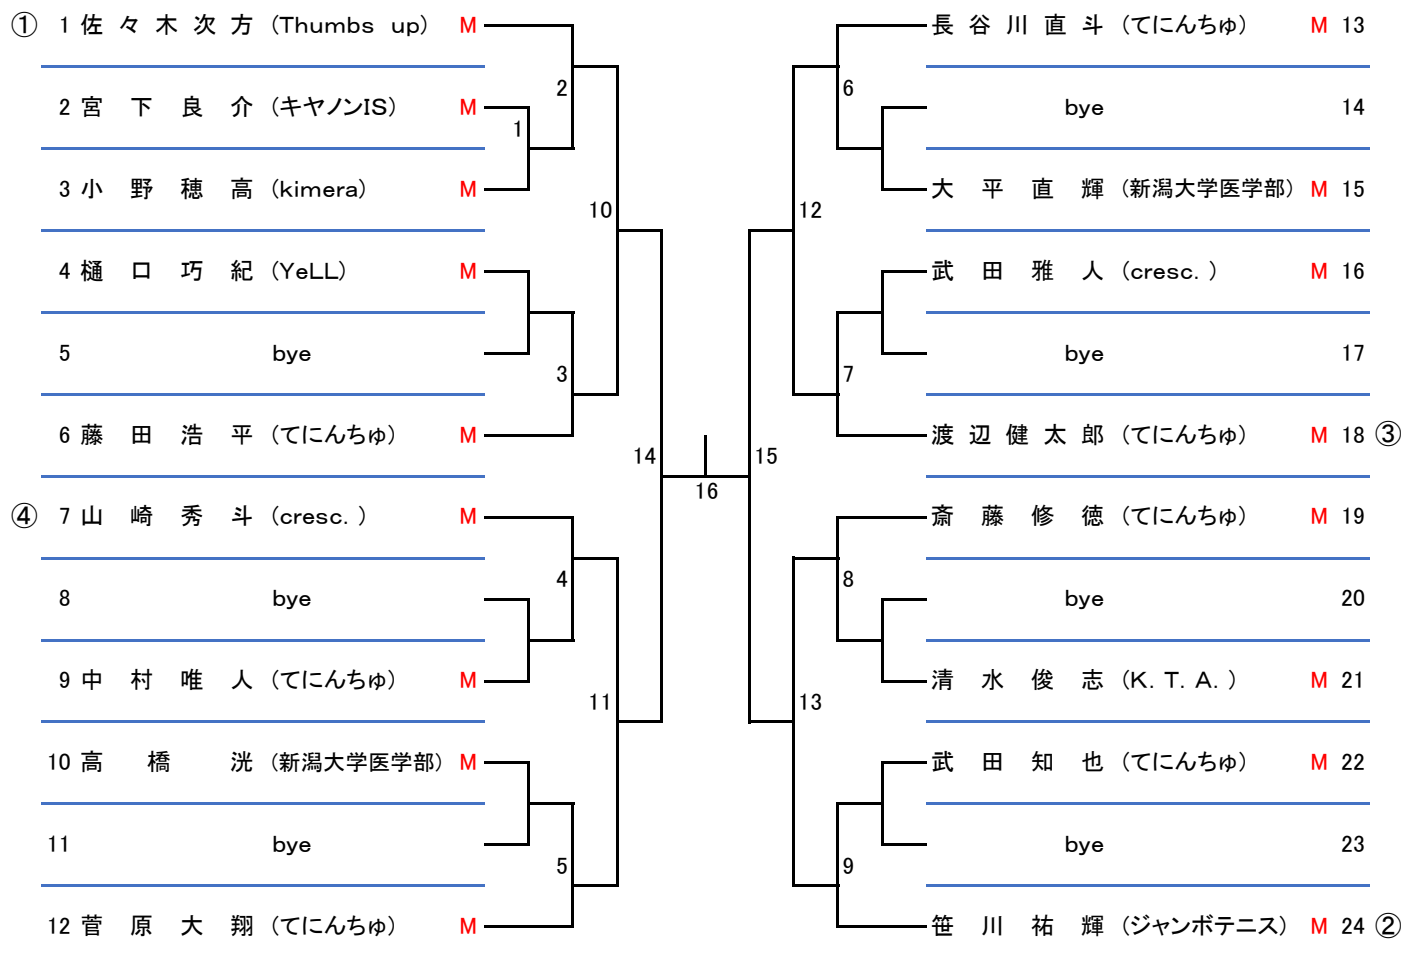 ① 1 佐々木次方 (Thumbs up) M
2 宮下良介 (キヤノンIS) M
3 小野穂高 (kimera) M
4 樋口巧紀 (YeLL) M
5 bye
6 藤田浩平 (てにんちゅ) M
④ 7 山崎秀斗 (cresc.) M
8 bye
9 中村唯人 (てにんちゅ) M
10 高橋洸 (新潟大学医学部) M
11 bye
12 菅原大翔 (てにんちゅ) M
1
2
3
4
5
10
11
14
16
15
12
13
6
7
8
9
長谷川直斗 (てにんちゅ) M 13
bye 14
大平直輝 (新潟大学医学部) M 15
武田雅人 (cresc.) M 16
bye 17
渡辺健太郎 (てにんちゅ) M 18 ③
斎藤修徳 (てにんちゅ) M 19
bye 20
清水俊志 (K.T.A.) M 21
武田知也 (てにんちゅ) M 22
bye 23
笹川祐輝 (ジャンボテニス) M 24 ②